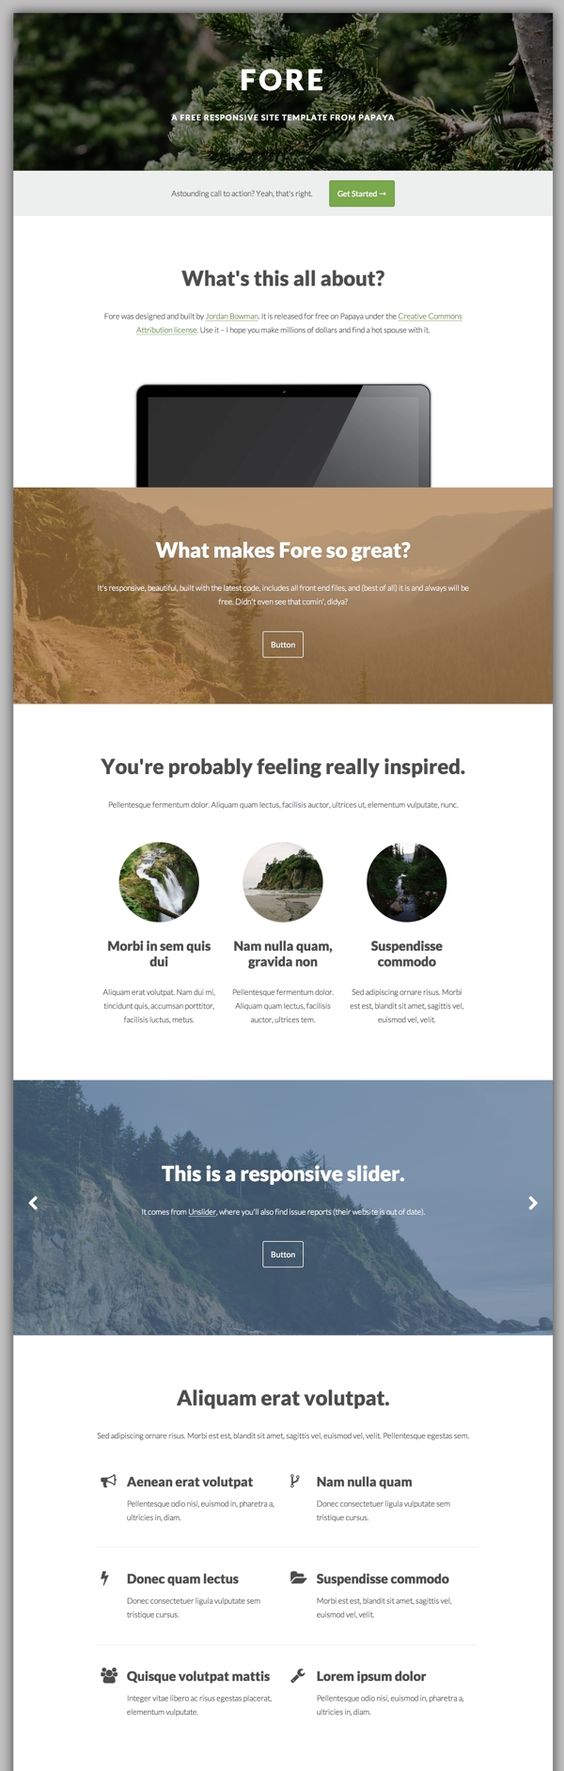 FORE
A FREE RESPONSIVE SITE TEMPLATE FROM PAPAYA
Astounding call to action? Yeah, that's right.
Get Started →
What's this all about?
Fore was designed and built by Jordan Bowman. It is released for free on Papaya under the Creative Commons
Attribution license. Use it – I hope you make millions of dollars and find a hot spouse with it.
What makes Fore so great?
It's responsive, beautiful, built with the latest code, includes all front end files, and (best of all) it is and always will be
free. Didn't even see that comin', didya?
Button
You're probably feeling really inspired.
Pellentesque fermentum dolor. Aliquam quam lectus, facilisis auctor, ultrices ut, elementum vulputate, nunc.
Morbi in sem quis
dui
Aliquam erat volutpat. Nam dui mi,
tincidunt quis, accumsan porttitor,
facilisis luctus, metus.
Nam nulla quam,
gravida non
Pellentesque fermentum dolor.
Aliquam quam lectus, facilisis
auctor, ultrices tem.
Suspendisse
commodo
Sed adipiscing ornare risus. Morbi
est est, blandit sit amet, sagittis vel,
euismod vel, velit.
This is a responsive slider.
It comes from Unslider, where you'll also find issue reports (their website is out of date).
Button
Aliquam erat volutpat.
Sed adipiscing ornare risus. Morbi est est, blandit sit amet, sagittis vel, euismod vel, velit. Pellentesque egestas sem.
Aenean erat volutpat
Pellentesque odio nisi, euismod in, pharetra a,
ultricies in, diam.
Nam nulla quam
Donec consectetuer ligula vulputate sem
tristique cursus.
Donec quam lectus
Donec consectetuer ligula vulputate sem
tristique cursus.
Suspendisse commodo
Morbi est est, blandit sit amet, sagittis vel,
euismod vel, velit.
Quisque volutpat mattis
Integer vitae libero ac risus egestas placerat,
elementum vulputate.
Lorem ipsum dolor
Pellentesque odio nisi, euismod in, pharetra a,
ultricies in, diam.